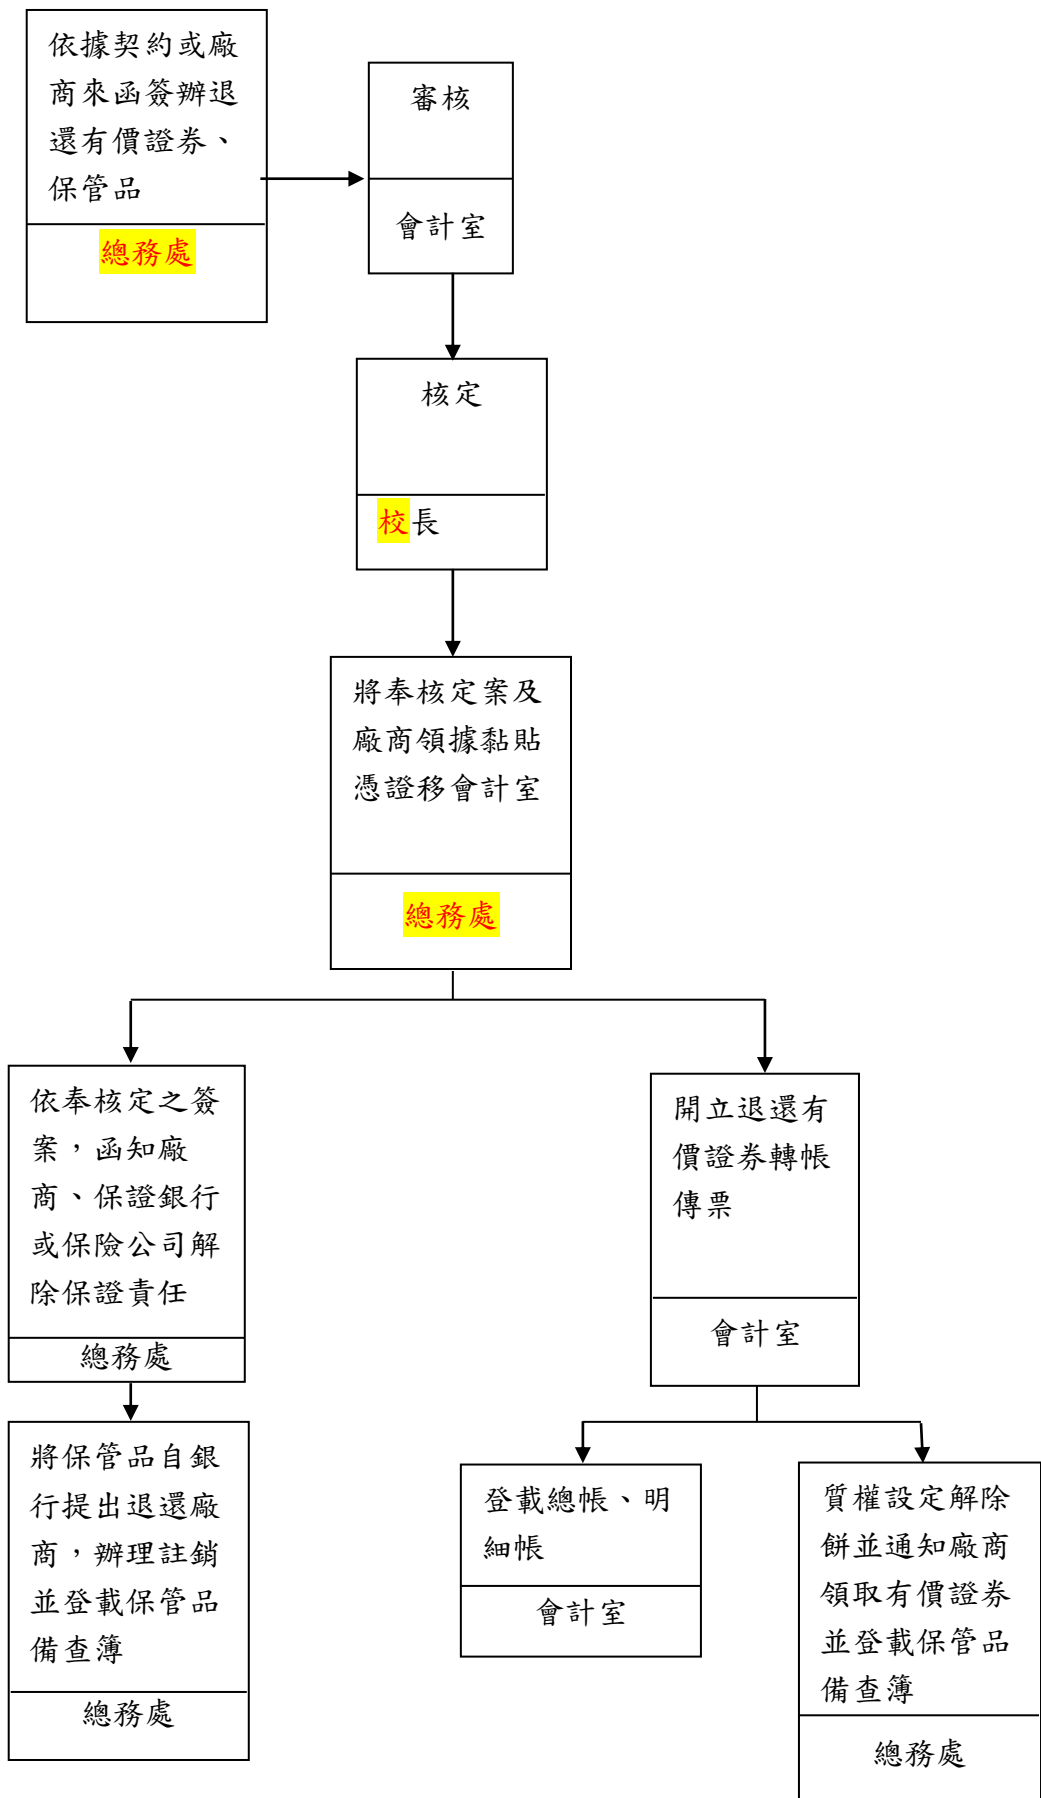 依據契約或廠
商來函簽辦退
還有價證券、
保管品
總務處
審核
會計室
核定
校長
將奉核定案及
廠商領據黏貼
憑證移會計室
總務處
依奉核定之簽
案，函知廠
商、保證銀行
或保險公司解
除保證責任
總務處
將保管品自銀
行提出退還廠
商，辦理註銷
並登載保管品
備查簿
總務處
開立退還有
價證券轉帳
傳票
會計室
登載總帳、明
細帳
會計室
質權設定解除
餅並通知廠商
領取有價證券
並登載保管品
備查簿
總務處